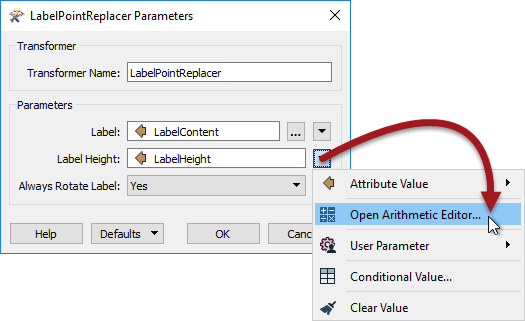 LabelPointReplacer Parameters
Transformer
Transformer Name: LabelPointReplacer
Parameters
Label: LabelContent ...
Label Height: LabelHeight
Always Rotate Label: Yes
Help Defaults OK Canc
Attribute Value
Open Arithmetic Editor...
User Parameter
Conditional Value...
Clear Value